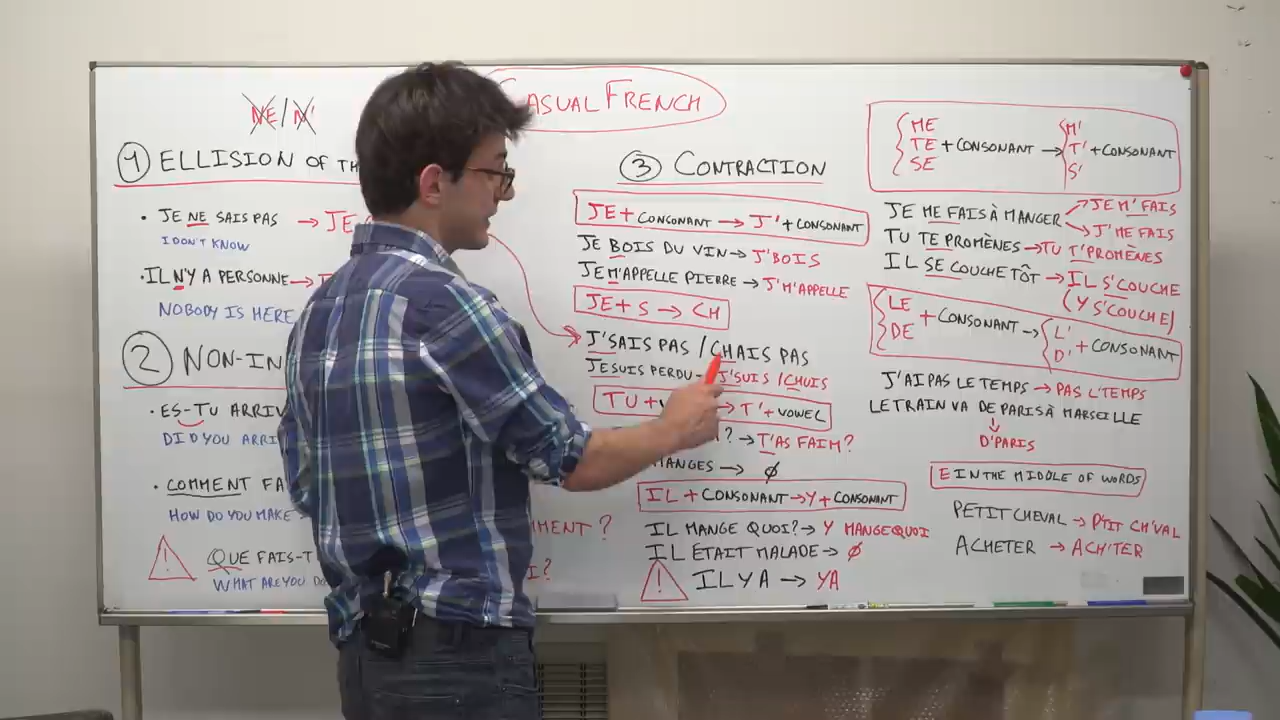 CASUAL FRENCH
NE / N'
1 ELLISION OF TH
· JE NE SAIS PAS → JE
I DON'T KNOW
· IL N'Y A PERSONNE →
NOBODY IS HERE
2 NON-IN
· ES-TU ARRIV
DID YOU ARRI
· COMMENT FA
HOW DO YOU MAKE
MMENT ?
QUE FAIS-T
WHAT ARE YOU D
3 CONTRACTION
JE + CONSONANT → J' + CONSONANT
JE BOIS DU VIN → J'BOIS
JE M'APPELLE PIERRE → J'M'APPELLE
JE + S → CH
J'SAIS PAS / CHAIS PAS
JE SUIS PERDU J'SUIS / CHUIS
TU + → T' + VOWEL
? → T'AS FAIM ?
MANGES → ø
IL + CONSONANT → Y + CONSONANT
IL MANGE QUOI? → Y MANGE QUOI
IL ÉTAIT MALADE → ø
IL Y A → YA
ME
TE + CONSONANT → M' T' S' + CONSONANT
SE
JE ME FAIS À MANGER → JE M'FAIS
→ J'ME FAIS
TU TE PROMÈNES → TU T'PROMÈNES
IL SE COUCHE TÔT → IL S'COUCHE
(Y S'COUCHE)
LE
DE + CONSONANT → L' D' + CONSONANT
J'AI PAS LE TEMPS → PAS L'TEMPS
LE TRAIN VA DE PARIS À MARSEILLE
↓
D'PARIS
E IN THE MIDDLE OF WORDS
PETIT CHEVAL → P'TIT CH'VAL
ACHETER → ACH'TER